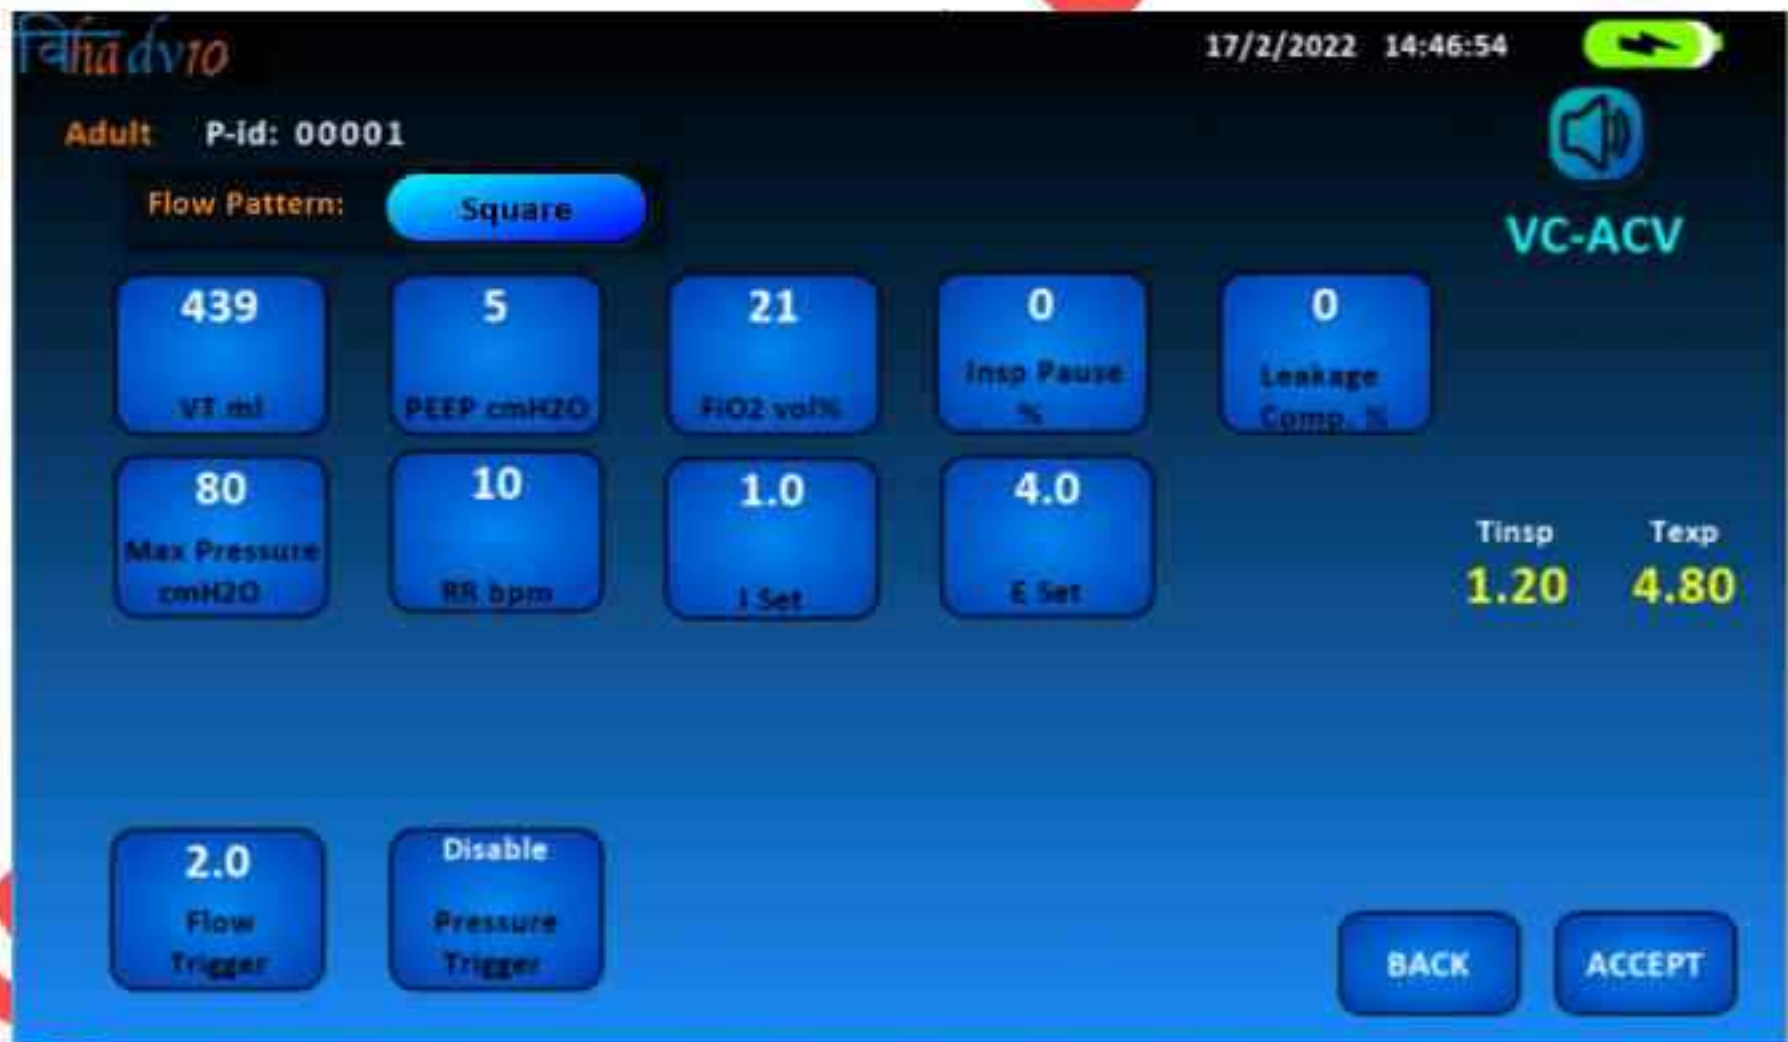 विहा dv10
17/2/2022 14:46:54
Adult P-id: 00001
Flow Pattern: Square
VC-ACV
439
VT ml
5
PEEP cmH2O
21
FiO2 vol%
0
Insp Pause
%
0
Leakage
Comp. %
80
Max Pressure
cmH2O
10
RR bpm
1.0
I Set
4.0
E Set
Tinsp Texp
1.20 4.80
2.0
Flow
Trigger
Disable
Pressure
Trigger
BACK
ACCEPT